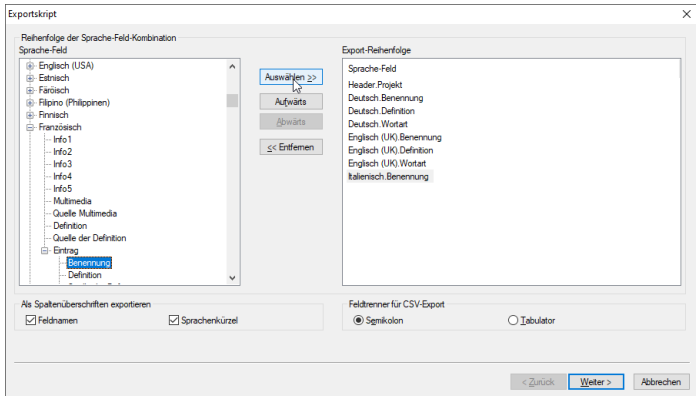 Exportskript
Reihenfolge der Sprache-Feld-Kombination
Sprache-Feld
Englisch (USA)
Estnisch
Färöisch
Filipino (Philippinen)
Finnisch
Französisch
Info1
Info2
Info3
Info4
Info5
Multimedia
Quelle Multimedia
Definition
Quelle der Definition
Eintrag
Benennung
Definition
Auswählen >>
Aufwärts
Abwärts
<< Entfernen
Export-Reihenfolge
Sprache-Feld
Header.Projekt
Deutsch.Benennung
Deutsch.Definition
Deutsch.Wortart
Englisch (UK).Benennung
Englisch (UK).Definition
Englisch (UK).Wortart
Italienisch.Benennung
Als Spaltenüberschriften exportieren
Feldnamen
Sprachenkürzel
Feldtrenner für CSV-Export
Semikolon
Tabulator
< Zurück
Weiter >
Abbrechen